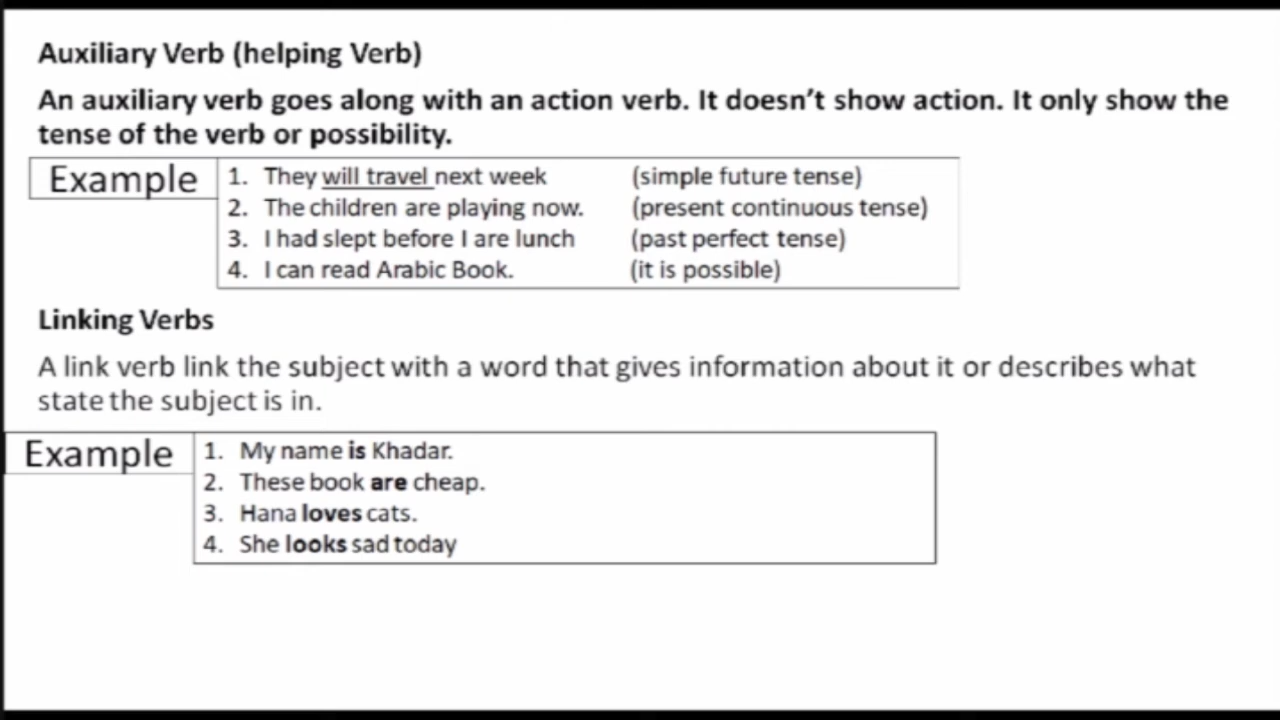 Auxiliary Verb (helping Verb)
An auxiliary verb goes along with an action verb. It doesn't show action. It only show the
tense of the verb or possibility.
Example
1. They will travel next week (simple future tense)
2. The children are playing now. (present continuous tense)
3. I had slept before I are lunch (past perfect tense)
4. I can read Arabic Book. (it is possible)
Linking Verbs
A link verb link the subject with a word that gives information about it or describes what
state the subject is in.
Example
1. My name is Khadar.
2. These book are cheap.
3. Hana loves cats.
4. She looks sad today